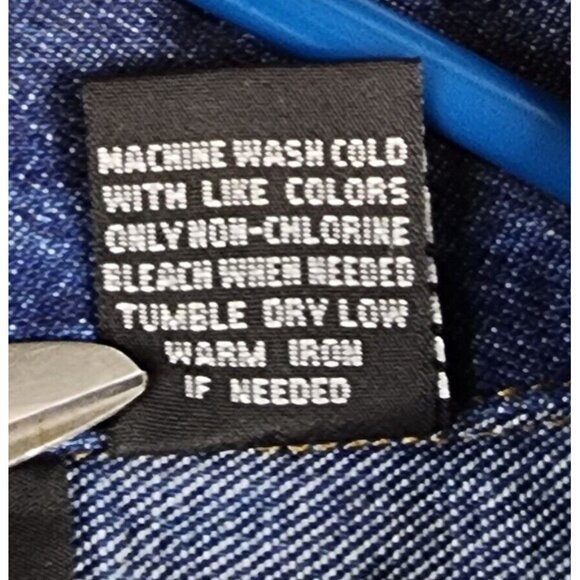 MACHINE WASH COLD
WITH LIKE COLORS
ONLY NON-CHLORINE
BLEACH WHEN NEEDED
TUMBLE DRY LOW
WARM IRON
IF NEEDED